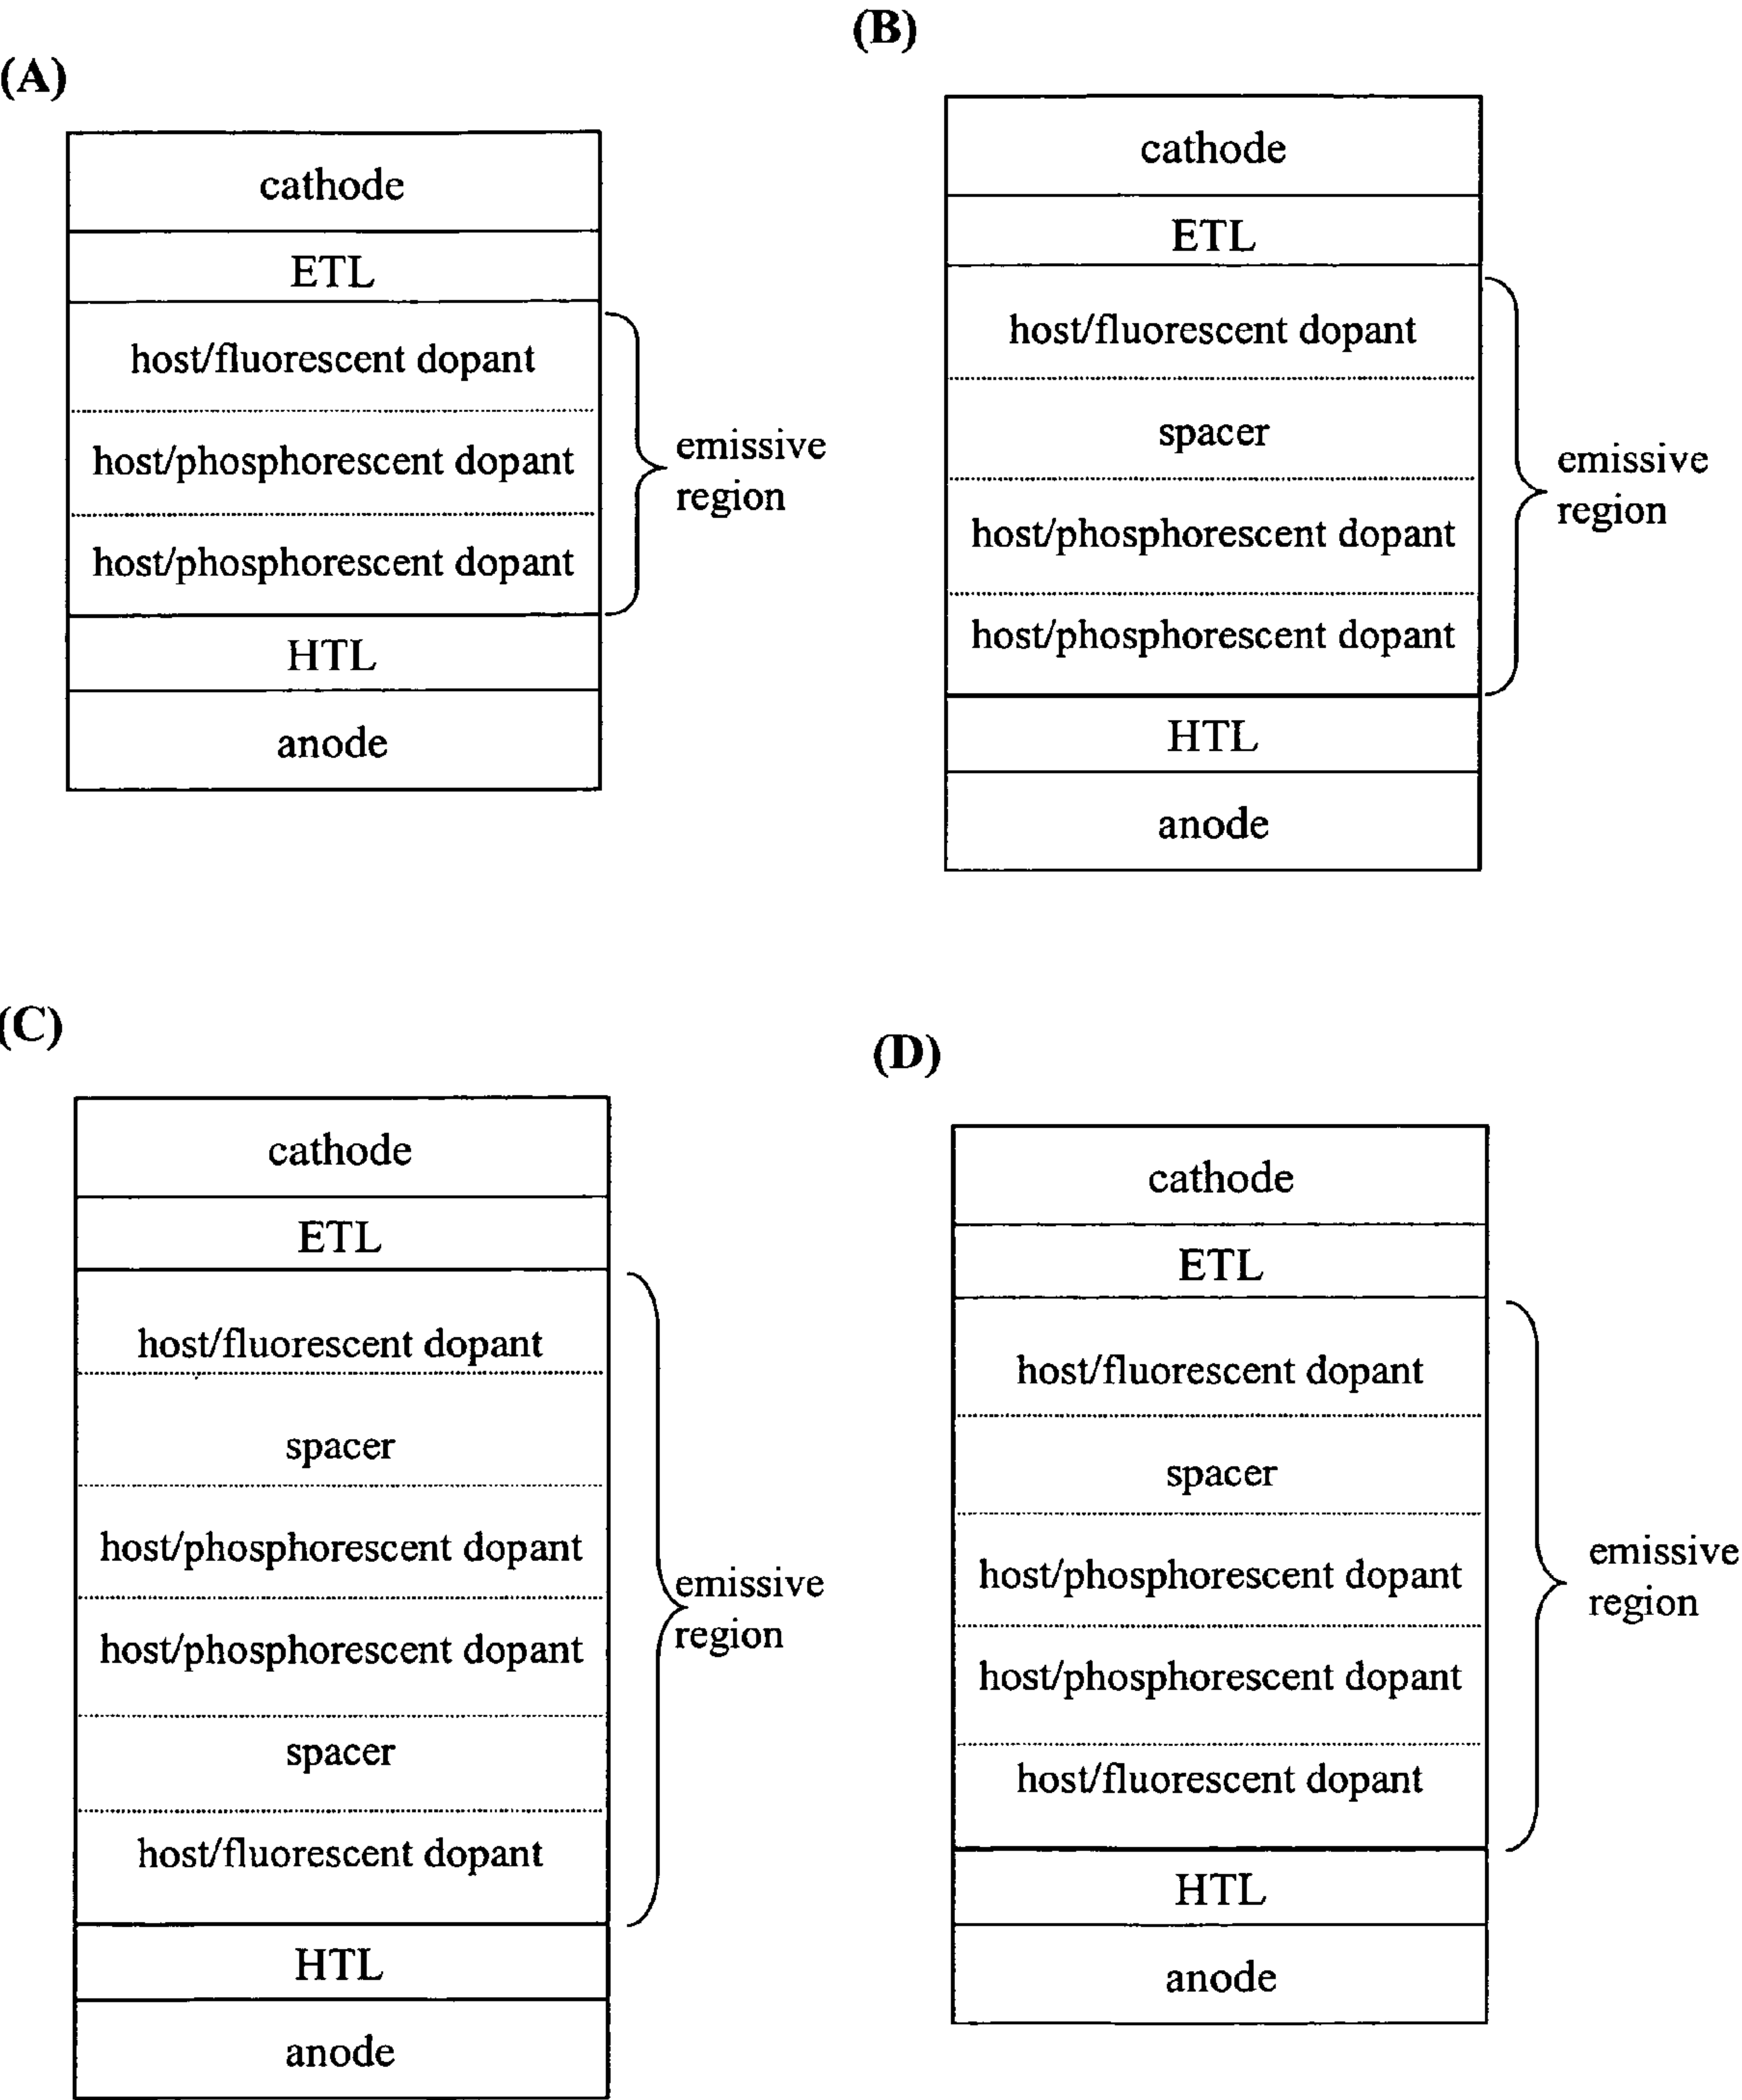 (A)
cathode
ETL
host/fluorescent dopant
host/phosphorescent dopant
host/phosphorescent dopant
HTL
anode
emissive
region
(B)
cathode
ETL
host/fluorescent dopant
spacer
host/phosphorescent dopant
host/phosphorescent dopant
HTL
anode
emissive
region
(C)
cathode
ETL
host/fluorescent dopant
spacer
host/phosphorescent dopant
host/phosphorescent dopant
spacer
host/fluorescent dopant
HTL
anode
emissive
region
(D)
cathode
ETL
host/fluorescent dopant
spacer
host/phosphorescent dopant
host/phosphorescent dopant
host/fluorescent dopant
HTL
anode
emissive
region